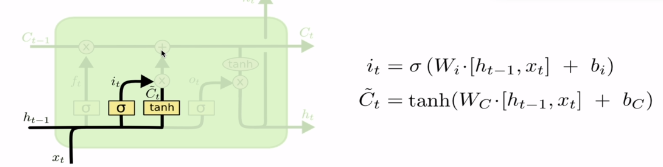 C_{t-1} C_t
tanh
f_t i_t C̃_t o_t
σ σ tanh σ
h_{t-1} h_t
x_t
i_t = σ (W_i·[h_{t-1}, x_t] + b_i)
C̃_t = tanh(W_C·[h_{t-1}, x_t] + b_C)